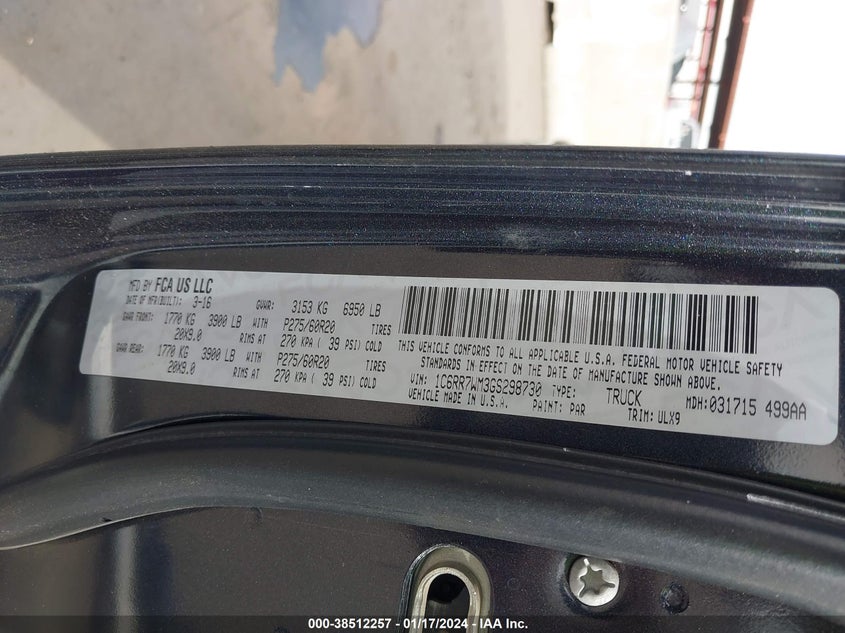 MFD BY FCA US LLC
DATE OF MFR(BUILT): 3-16 GVWR: 3153 KG 6950 LB
GAWR FRONT: 1770 KG 3900 LB WITH P275/60R20 TIRES
20X9.0 RIMS AT 270 KPA ( 39 PSI) COLD
GAWR REAR: 1770 KG 3900 LB WITH P275/60R20 TIRES
20X9.0 RIMS AT 270 KPA ( 39 PSI) COLD
THIS VEHICLE CONFORMS TO ALL APPLICABLE U.S.A. FEDERAL MOTOR VEHICLE SAFETY
STANDARDS IN EFFECT ON THE DATE OF MANUFACTURE SHOWN ABOVE.
VIN: 1C6RR7WM3GS298730 TYPE: TRUCK MDH:031715 499AA
VEHICLE MADE IN U.S.A. PAINT: PAR TRIM: ULX9
000-38512257 - 01/17/2024 - IAA Inc.